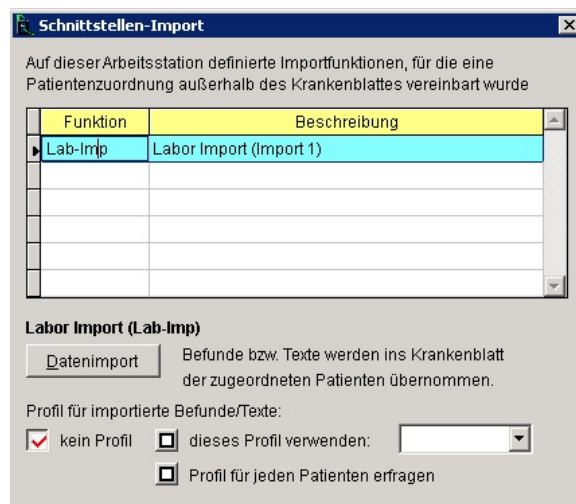 Schnittstellen-Import
Auf dieser Arbeitsstation definierte Importfunktionen, für die eine
Patientenzuordnung außerhalb des Krankenblattes vereinbart wurde
Funktion Beschreibung
Lab-Imp Labor Import (Import 1)
Labor Import (Lab-Imp)
Datenimport Befunde bzw. Texte werden ins Krankenblatt
der zugeordneten Patienten übernommen.
Profil für importierte Befunde/Texte:
kein Profil dieses Profil verwenden:
Profil für jeden Patienten erfragen